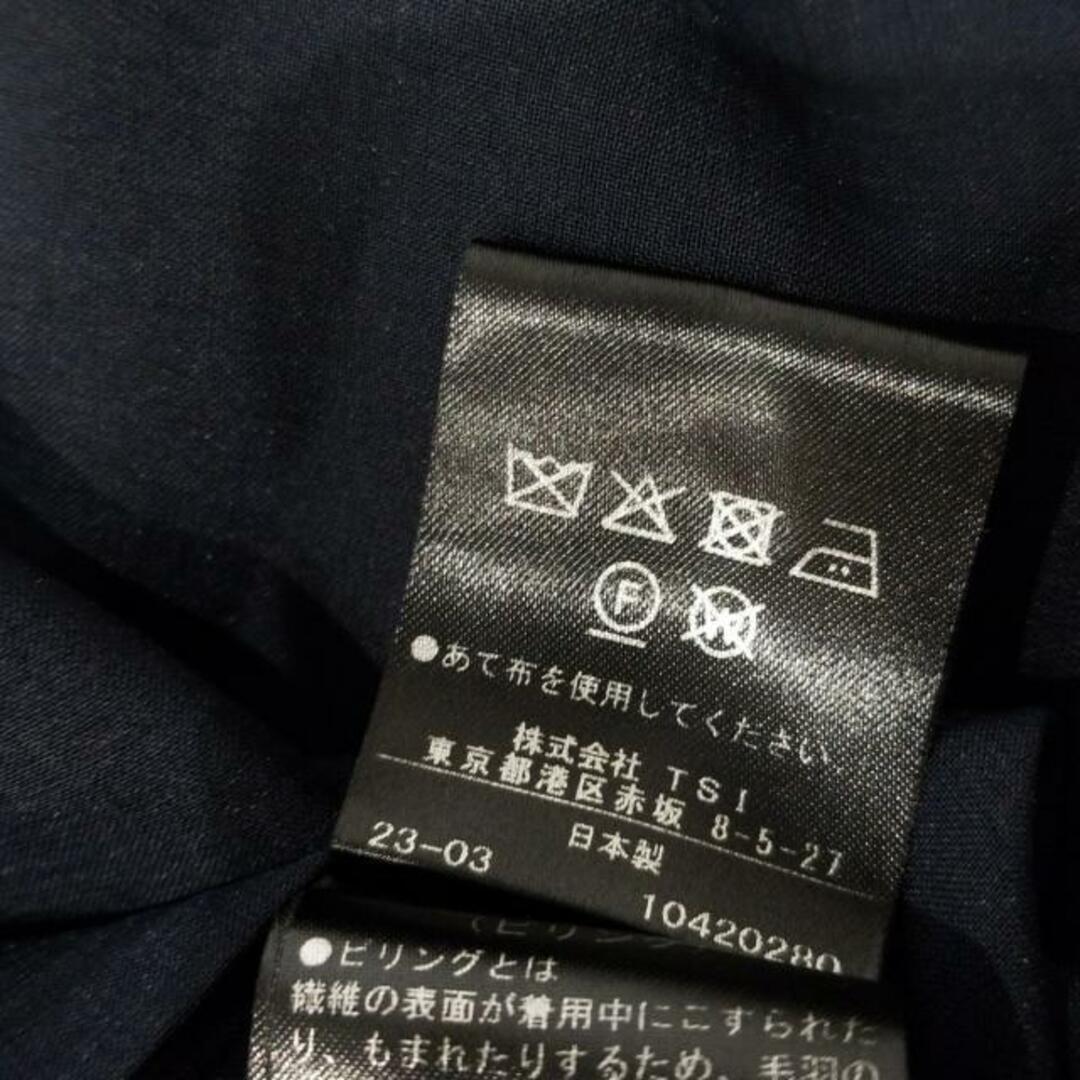 F
W
●あて布を使用してください。
株式会社 TSI
東京都港区赤坂 8-5-27
日本製
23-03
10420280
●ピリングとは
繊維の表面が着用中にこすられた
り、もまれたりするため、毛羽の